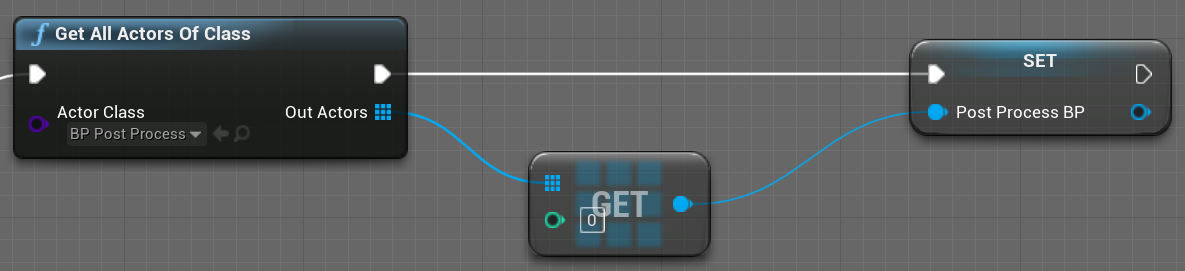 f Get All Actors Of Class
Actor Class
BP Post Process
Out Actors
GET
0
SET
Post Process BP